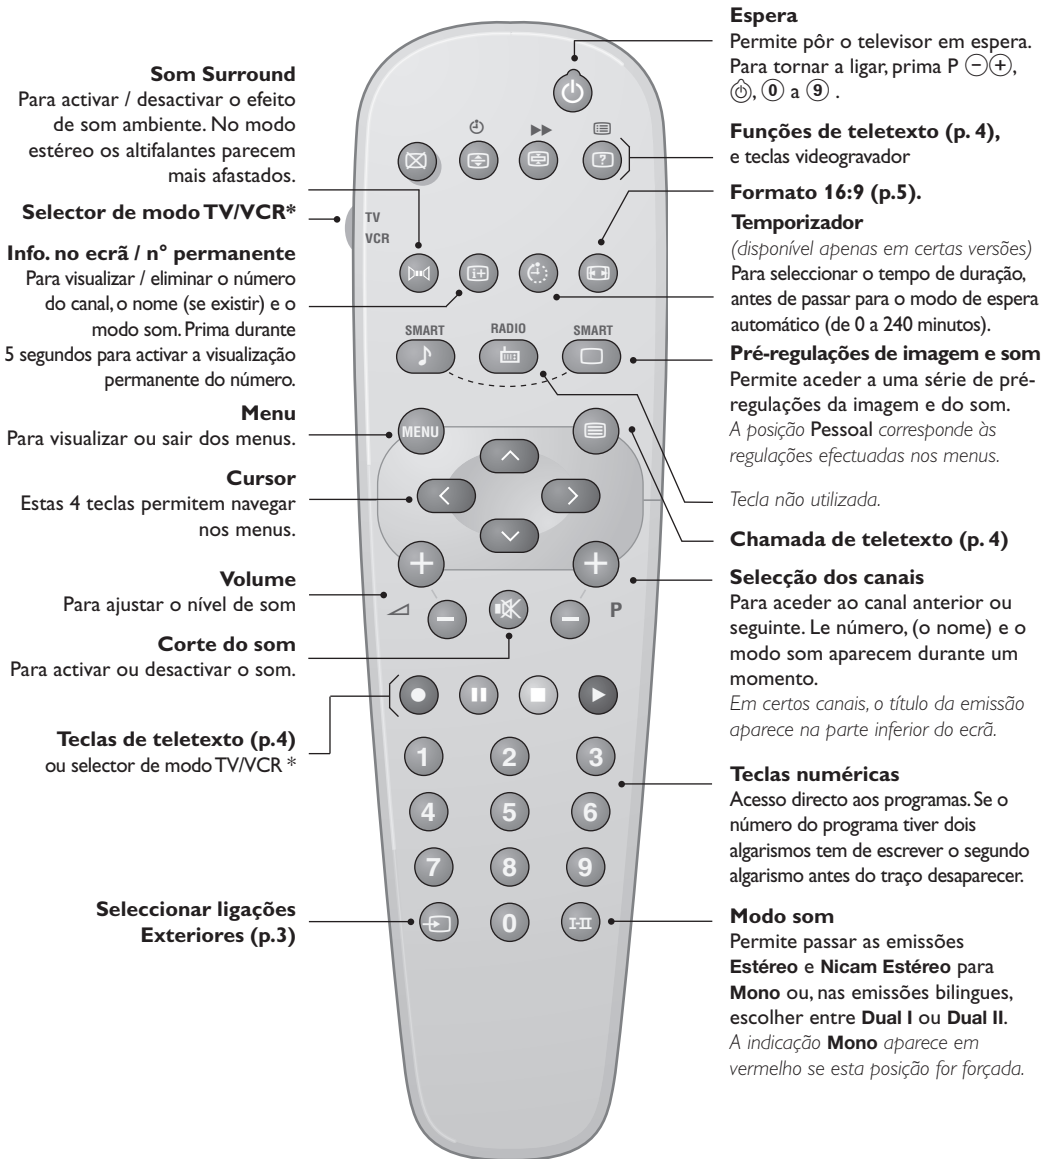 Som Surround
Para activar / desactivar o efeito
de som ambiente. No modo
estéreo os altifalantes parecem
mais afastados.
Selector de modo TV/VCR*
Info. no ecrã / n° permanente
Para visualizar / eliminar o número
do canal, o nome (se existir) e o
modo som. Prima durante
5 segundos para activar a visualização
permanente do número.
Menu
Para visualizar ou sair dos menus.
Cursor
Estas 4 teclas permitem navegar
nos menus.
Volume
Para ajustar o nível de som
Corte do som
Para activar ou desactivar o som.
Teclas de teletexto (p.4)
ou selector de modo TV/VCR *
Seleccionar ligações
Exteriores (p.3)
TV
VCR
SMART RADIO SMART
MENU
P
1 2 3
4 5 6
7 8 9
0 I-II
Espera
Permite pôr o televisor em espera.
Para tornar a ligar, prima P - +,
, 0 a 9 .
Funções de teletexto (p. 4),
e teclas videogravador
Formato 16:9 (p.5).
Temporizador
(disponível apenas em certas versões)
Para seleccionar o tempo de duração,
antes de passar para o modo de espera
automático (de 0 a 240 minutos).
Pré-regulações de imagem e som
Permite aceder a uma série de pré-
regulações da imagem e do som.
A posição Pessoal corresponde às
regulações efectuadas nos menus.
Tecla não utilizada.
Chamada de teletexto (p. 4)
Selecção dos canais
Para aceder ao canal anterior ou
seguinte. Le número, (o nome) e o
modo som aparecem durante um
momento.
Em certos canais, o título da emissão
aparece na parte inferior do ecrã.
Teclas numéricas
Acesso directo aos programas. Se o
número do programa tiver dois
algarismos tem de escrever o segundo
algarismo antes do traço desaparecer.
Modo som
Permite passar as emissões
Estéreo e Nicam Estéreo para
Mono ou, nas emissões bilingues,
escolher entre Dual I ou Dual II.
A indicação Mono aparece em
vermelho se esta posição for forçada.